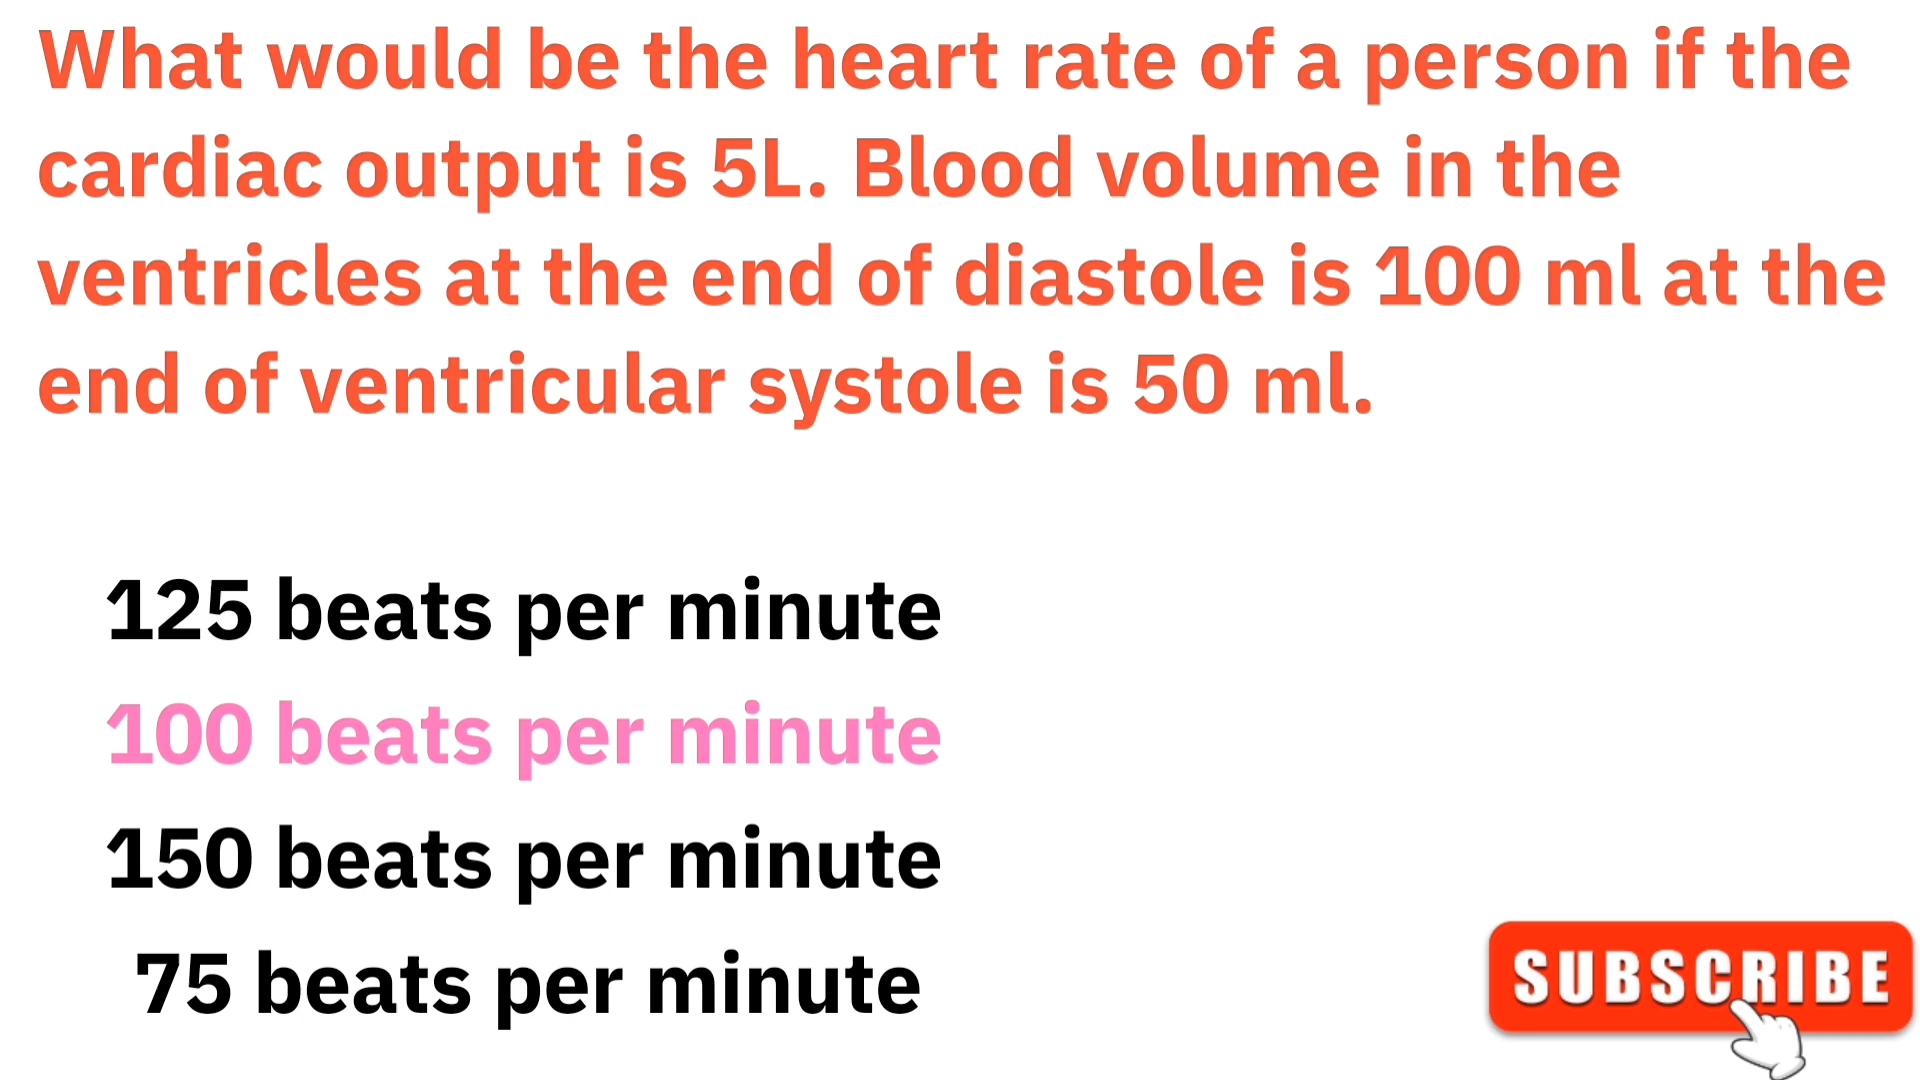 What would be the heart rate of a person if the
cardiac output is 5L. Blood volume in the
ventricles at the end of diastole is 100 ml at the
end of ventricular systole is 50 ml.
125 beats per minute
100 beats per minute
150 beats per minute
75 beats per minute
SUBSCRIBE